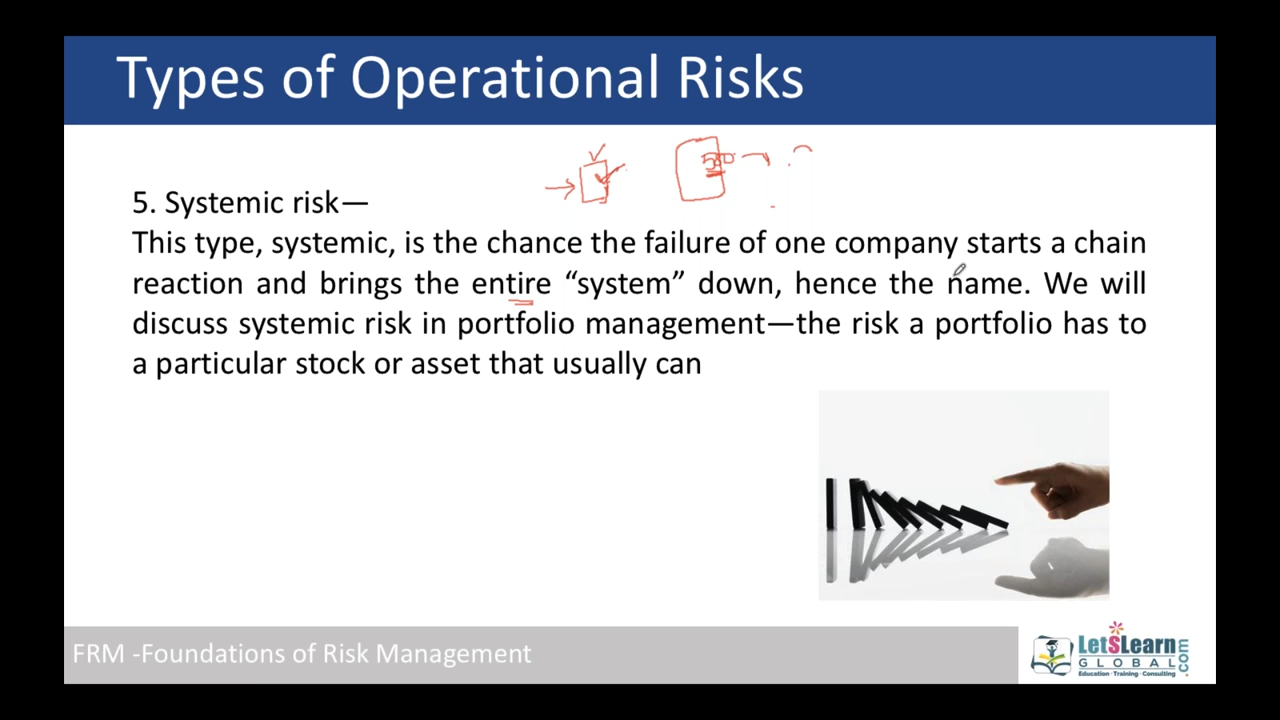 Types of Operational Risks
5. Systemic risk—
This type, systemic, is the chance the failure of one company starts a chain
reaction and brings the entire “system” down, hence the name. We will
discuss systemic risk in portfolio management—the risk a portfolio has to
a particular stock or asset that usually can
FRM -Foundations of Risk Management
LetSLearn
GLOBAL
.com
Education · Training · Consulting